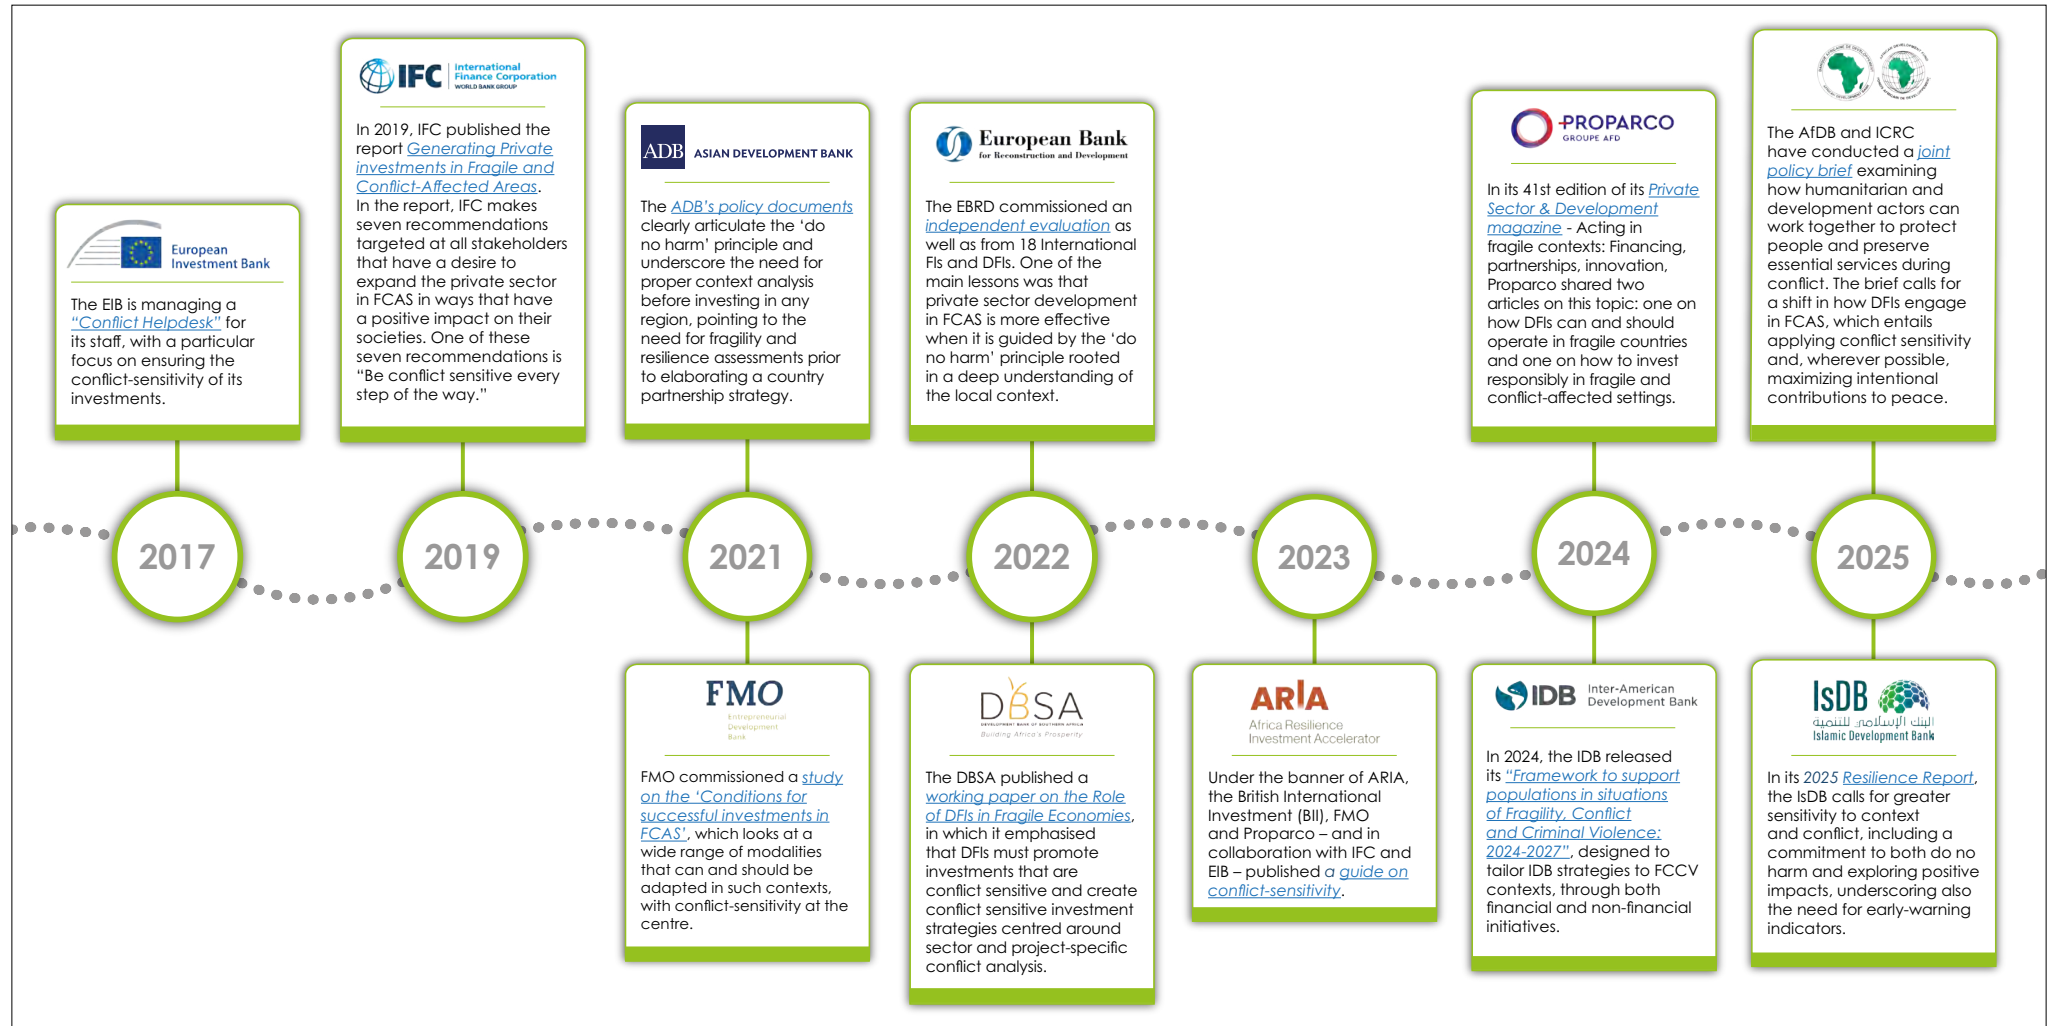 European
Investment Bank
The EIB is managing a
“Conflict Helpdesk” for
its staff, with a particular
focus on ensuring the
conflict-sensitivity of its
investments.
IFC
International
Finance Corporation
WORLD BANK GROUP
In 2019, IFC published the
report Generating Private
investments in Fragile and
Conflict-Affected Areas.
In the report, IFC makes
seven recommendations
targeted at all stakeholders
that have a desire to
expand the private sector
in FCAS in ways that have
a positive impact on their
societies. One of these
seven recommendations is
“Be conflict sensitive every
step of the way.”
ADB ASIAN DEVELOPMENT BANK
The ADB’s policy documents
clearly articulate the ‘do
no harm’ principle and
underscore the need for
proper context analysis
before investing in any
region, pointing to the
need for fragility and
resilience assessments prior
to elaborating a country
partnership strategy.
European Bank
for Reconstruction and Development
The EBRD commissioned an
independent evaluation as
well as from 18 International
FIs and DFIs. One of the
main lessons was that
private sector development
in FCAS is more effective
when it is guided by the ‘do
no harm’ principle rooted
in a deep understanding of
the local context.
PROPARCO
GROUPE AFD
In its 41st edition of its Private
Sector & Development
magazine - Acting in
fragile contexts: Financing,
partnerships, innovation,
Proparco shared two
articles on this topic: one on
how DFIs can and should
operate in fragile countries
and one on how to invest
responsibly in fragile and
conflict-affected settings.
The AfDB and ICRC
have conducted a joint
policy brief examining
how humanitarian and
development actors can
work together to protect
people and preserve
essential services during
conflict. The brief calls for
a shift in how DFIs engage
in FCAS, which entails
applying conflict sensitivity
and, wherever possible,
maximizing intentional
contributions to peace.
2017
2019
2021
2022
2023
2024
2025
FMO
Entrepreneurial
Development
Bank
FMO commissioned a study
on the ‘Conditions for
successful investments in
FCAS’, which looks at a
wide range of modalities
that can and should be
adapted in such contexts,
with conflict-sensitivity at the
centre.
DBSA
DEVELOPMENT BANK OF SOUTHERN AFRICA
Building Africa's Prosperity
The DBSA published a
working paper on the Role
of DFIs in Fragile Economies,
in which it emphasised
that DFIs must promote
investments that are
conflict sensitive and create
conflict sensitive investment
strategies centred around
sector and project-specific
conflict analysis.
ARIA
Africa Resilience
Investment Accelerator
Under the banner of ARIA,
the British International
Investment (BII), FMO
and Proparco – and in
collaboration with IFC and
EIB – published a guide on
conflict-sensitivity.
IDB
Inter-American
Development Bank
In 2024, the IDB released
its “Framework to support
populations in situations
of Fragility, Conflict
and Criminal Violence:
2024-2027”, designed to
tailor IDB strategies to FCCV
contexts, through both
financial and non-financial
initiatives.
IsDB
البنك الإسلامي للتنمية
Islamic Development Bank
In its 2025 Resilience Report,
the IsDB calls for greater
sensitivity to context
and conflict, including a
commitment to both do no
harm and exploring positive
impacts, underscoring also
the need for early-warning
indicators.